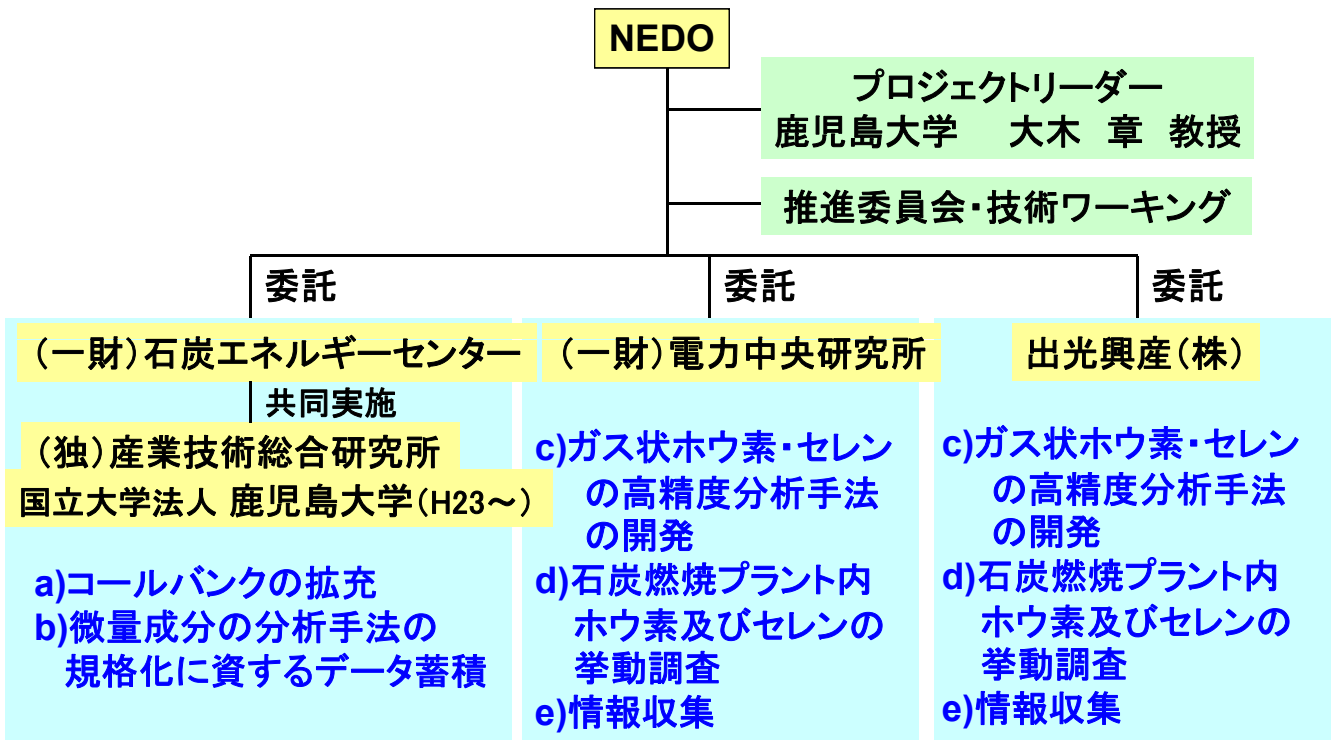 NEDO
プロジェクトリーダー
鹿児島大学　大木　章　教授
推進委員会・技術ワーキング
委託
委託
委託
（一財）石炭エネルギーセンター
共同実施
（独）産業技術総合研究所
国立大学法人 鹿児島大学（H23～）
a)コールバンクの拡充
b)微量成分の分析手法の
規格化に資するデータ蓄積
（一財）電力中央研究所
c)ガス状ホウ素・セレン
の高精度分析手法
の開発
d)石炭燃焼プラント内
ホウ素及びセレンの
挙動調査
e)情報収集
出光興産（株）
c)ガス状ホウ素・セレン
の高精度分析手法
の開発
d)石炭燃焼プラント内
ホウ素及びセレンの
挙動調査
e)情報収集